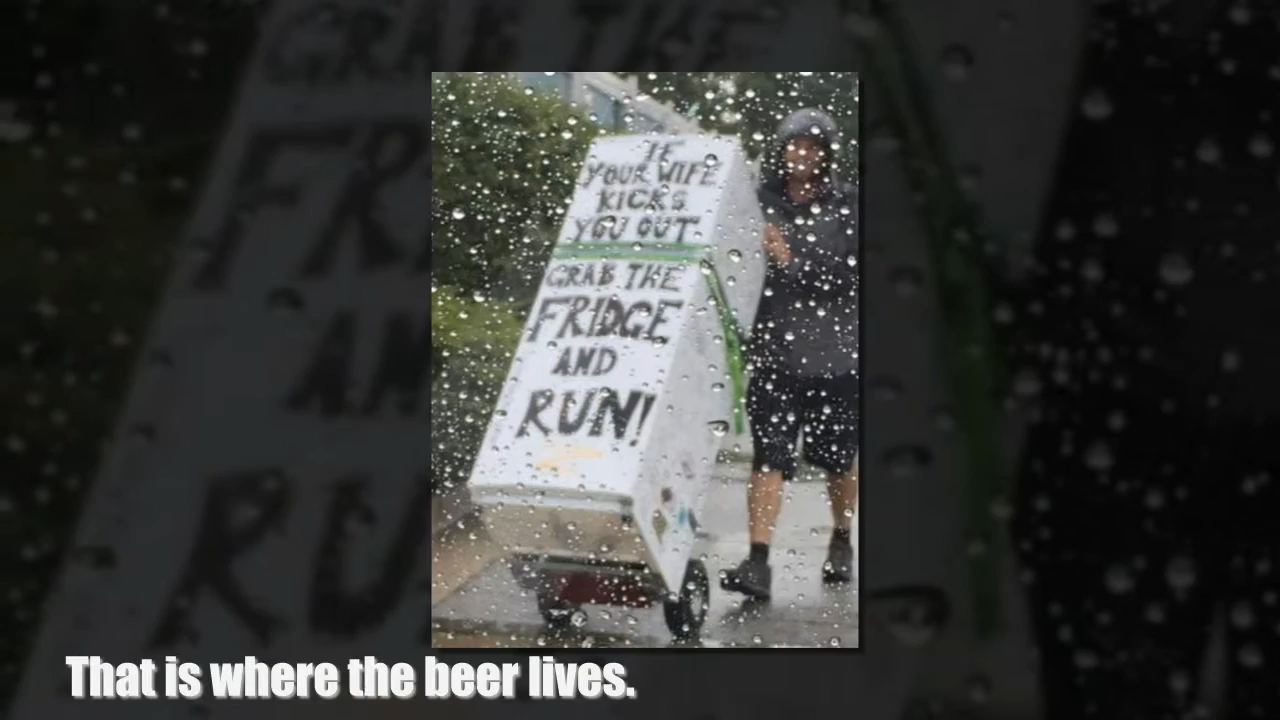 IF
YOUR WIFE
KICKS
YOU OUT
GRAB THE
FRIDGE
AND
RUN!
That is where the beer lives.